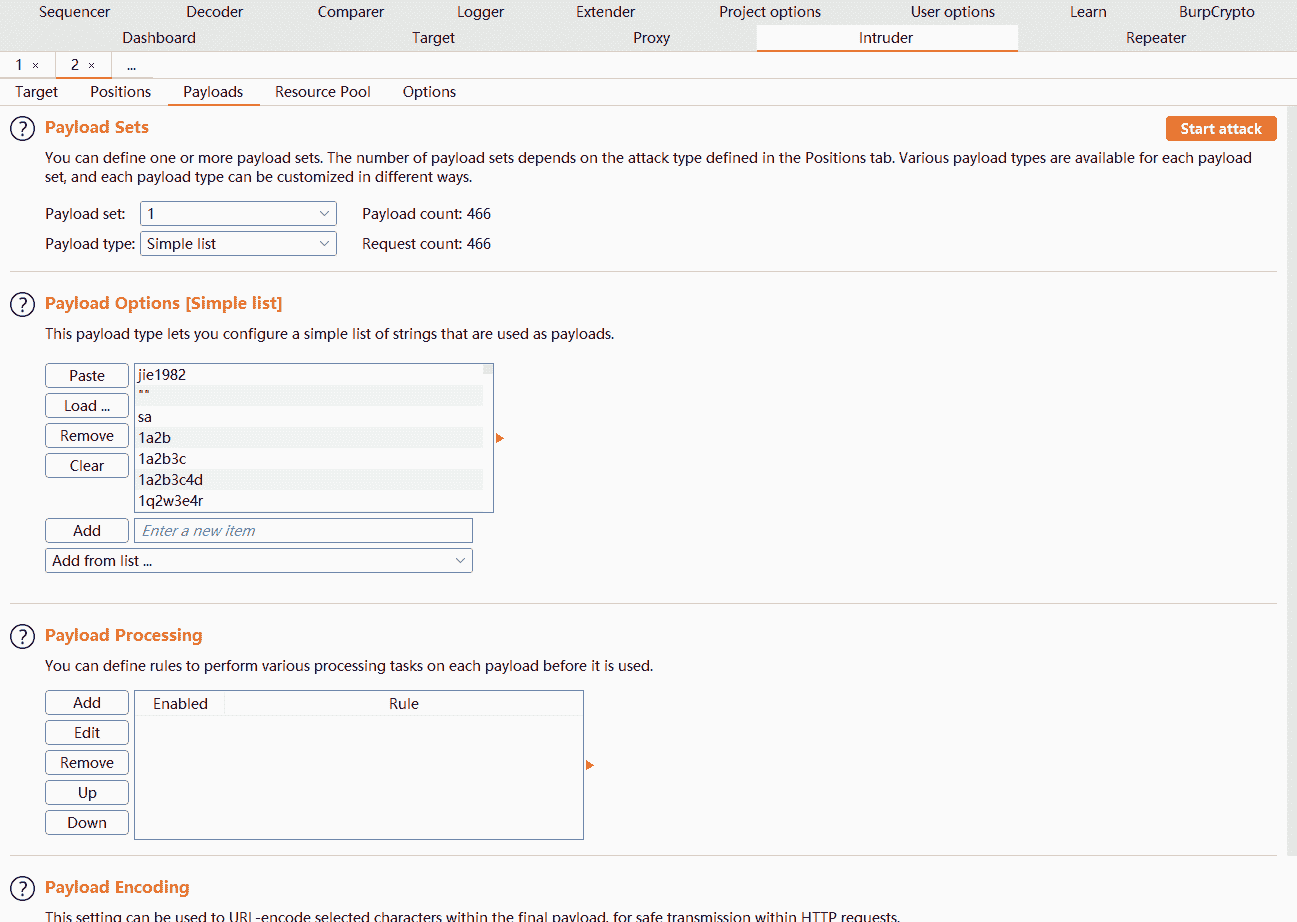 Sequencer Decoder Comparer Logger Extender Project options User options Learn BurpCrypto
Dashboard Target Proxy Intruder Repeater
1 × 2 × ...
Target Positions Payloads Resource Pool Options
? Payload Sets Start attack
You can define one or more payload sets. The number of payload sets depends on the attack type defined in the Positions tab. Various payload types are available for each payload
set, and each payload type can be customized in different ways.
Payload set: 1 Payload count: 466
Payload type: Simple list Request count: 466
? Payload Options [Simple list]
This payload type lets you configure a simple list of strings that are used as payloads.
Paste jie1982
""
Load ... sa
Remove 1a2b
1a2b3c
Clear 1a2b3c4d
1q2w3e4r
Add Enter a new item
Add from list ...
? Payload Processing
You can define rules to perform various processing tasks on each payload before it is used.
Add Enabled Rule
Edit
Remove
Up
Down
? Payload Encoding
This setting can be used to URL-encode selected characters within the final payload, for safe transmission within HTTP requests.